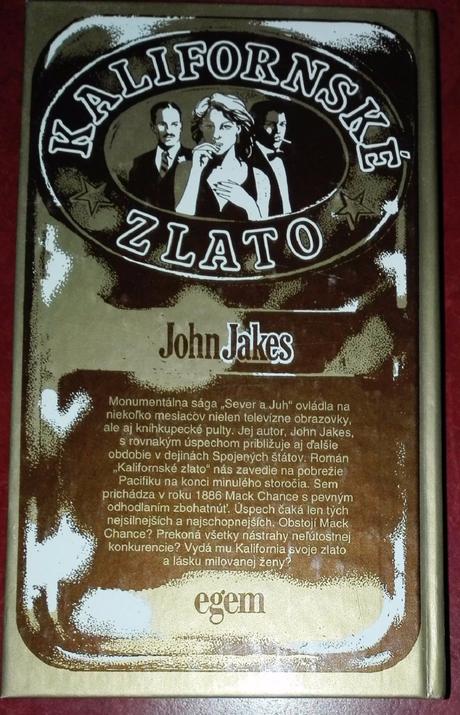 KALIFORNSKÉ
ZLATO
John Jakes
Monumentálna sága „Sever a Juh“ ovládla na
niekoľko mesiacov nielen televízne obrazovky,
ale aj kníhkupecké pulty. Jej autor, John Jakes,
s rovnakým úspechom približuje aj ďalšie
obdobie v dejinách Spojených štátov. Román
„Kalifornské zlato“ nás zavedie na pobrežie
Pacifiku na konci minulého storočia. Sem
prichádza v roku 1886 Mack Chance s pevným
odhodlaním zbohatnúť. Úspech čaká len tých
nejsilnejších a najschopnejších. Obstojí Mack
Chance? Prekoná všetky nástrahy neľútostnej
konkurencie? Vydá mu Kalifornia svoje zlato
a lásku milovanej ženy?
egem